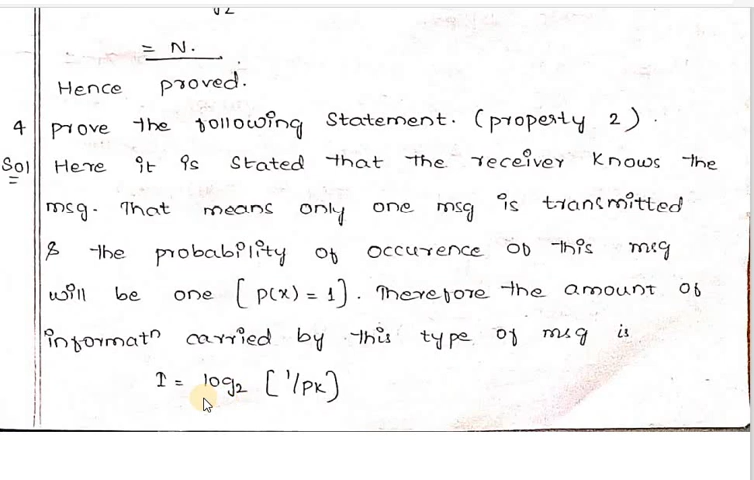 = N.
Hence proved.
4 prove the following Statement. (property 2).
Sol Here it is Stated that the receiver Knows the
msg. That means only one msg is transmitted
& the probability of occurence of this msg
will be one [P(x) = 1]. Therefore the amount of
informatn carried by this type of msg is
I = log2 [1/PK)